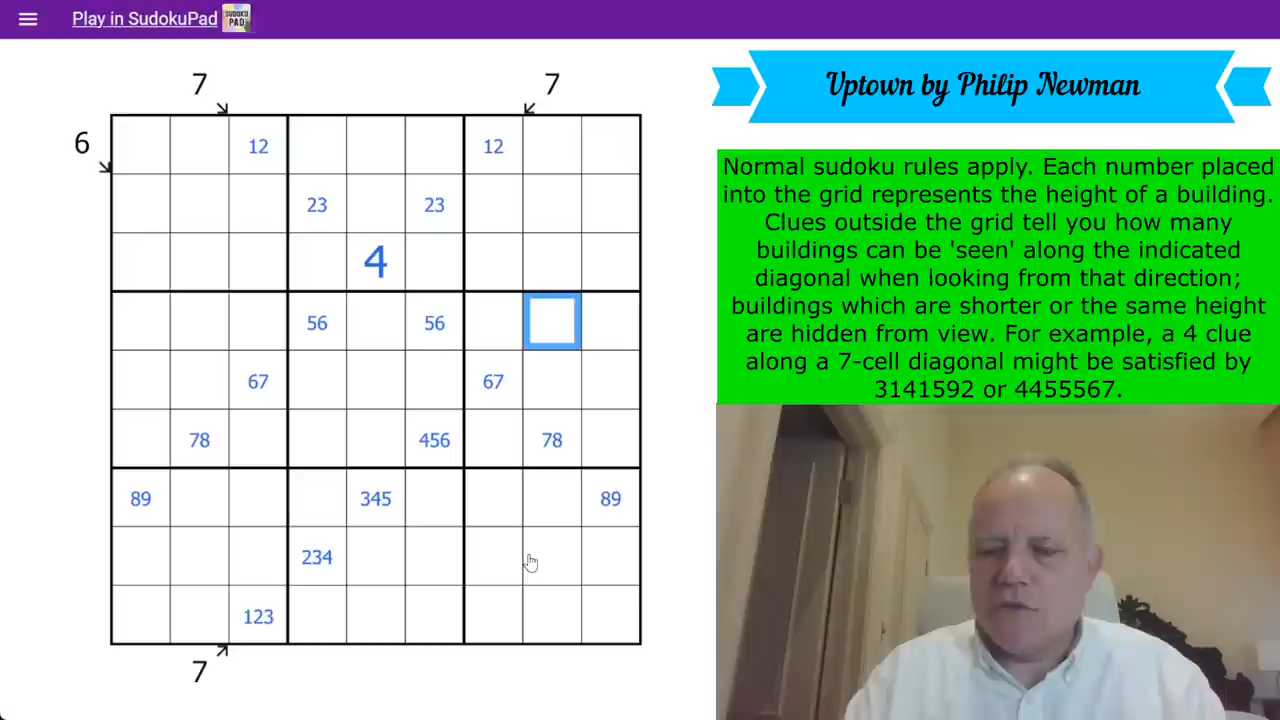 Play in SudokuPad
SUDOKU
PAD
7 7
Uptown by Philip Newman
6
12 12
23 23
4
56 56
67 67
78 456 78
89 345 89
234
123
7
Normal sudoku rules apply. Each number placed
into the grid represents the height of a building.
Clues outside the grid tell you how many
buildings can be 'seen' along the indicated
diagonal when looking from that direction;
buildings which are shorter or the same height
are hidden from view. For example, a 4 clue
along a 7-cell diagonal might be satisfied by
3141592 or 4455567.